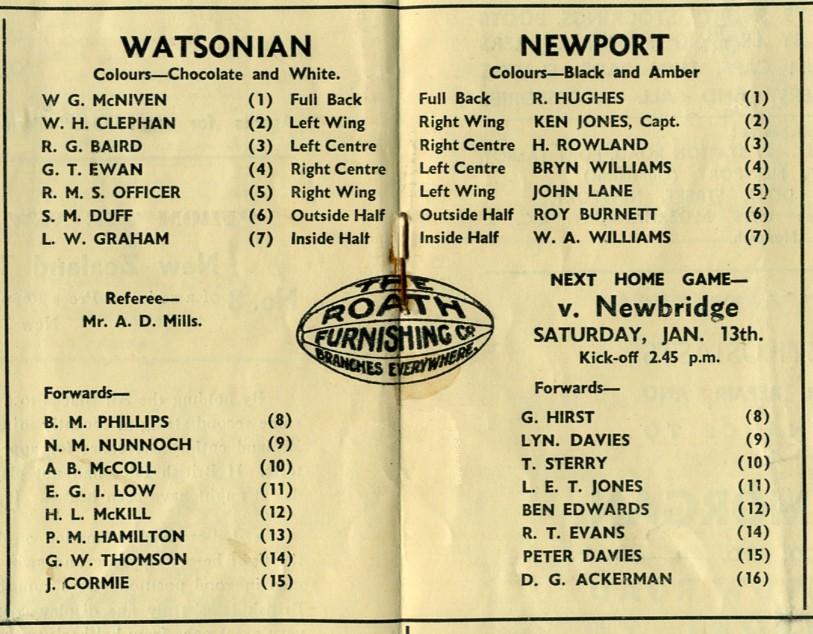 WATSONIAN
Colours—Chocolate and White.
W G. McNIVEN (1) Full Back
W. H. CLEPHAN (2) Left Wing
R. G. BAIRD (3) Left Centre
G. T. EWAN (4) Right Centre
R. M. S. OFFICER (5) Right Wing
S. M. DUFF (6) Outside Half
L. W. GRAHAM (7) Inside Half
Referee—
Mr. A. D. Mills.
Forwards—
B. M. PHILLIPS (8)
N. M. NUNNOCH (9)
A B. McCOLL (10)
E. G. I. LOW (11)
H. L. McKILL (12)
P. M. HAMILTON (13)
G. W. THOMSON (14)
J. CORMIE (15)
THE
ROATH
FURNISHING Co
BRANCHES EVERYWHERE.
NEWPORT
Colours—Black and Amber
Full Back R. HUGHES (1)
Right Wing KEN JONES, Capt. (2)
Right Centre H. ROWLAND (3)
Left Centre BRYN WILLIAMS (4)
Left Wing JOHN LANE (5)
Outside Half ROY BURNETT (6)
Inside Half W. A. WILLIAMS (7)
NEXT HOME GAME—
v. Newbridge
SATURDAY, JAN. 13th.
Kick-off 2.45 p.m.
Forwards—
G. HIRST (8)
LYN. DAVIES (9)
T. STERRY (10)
L. E. T. JONES (11)
BEN EDWARDS (12)
R. T. EVANS (14)
PETER DAVIES (15)
D. G. ACKERMAN (16)